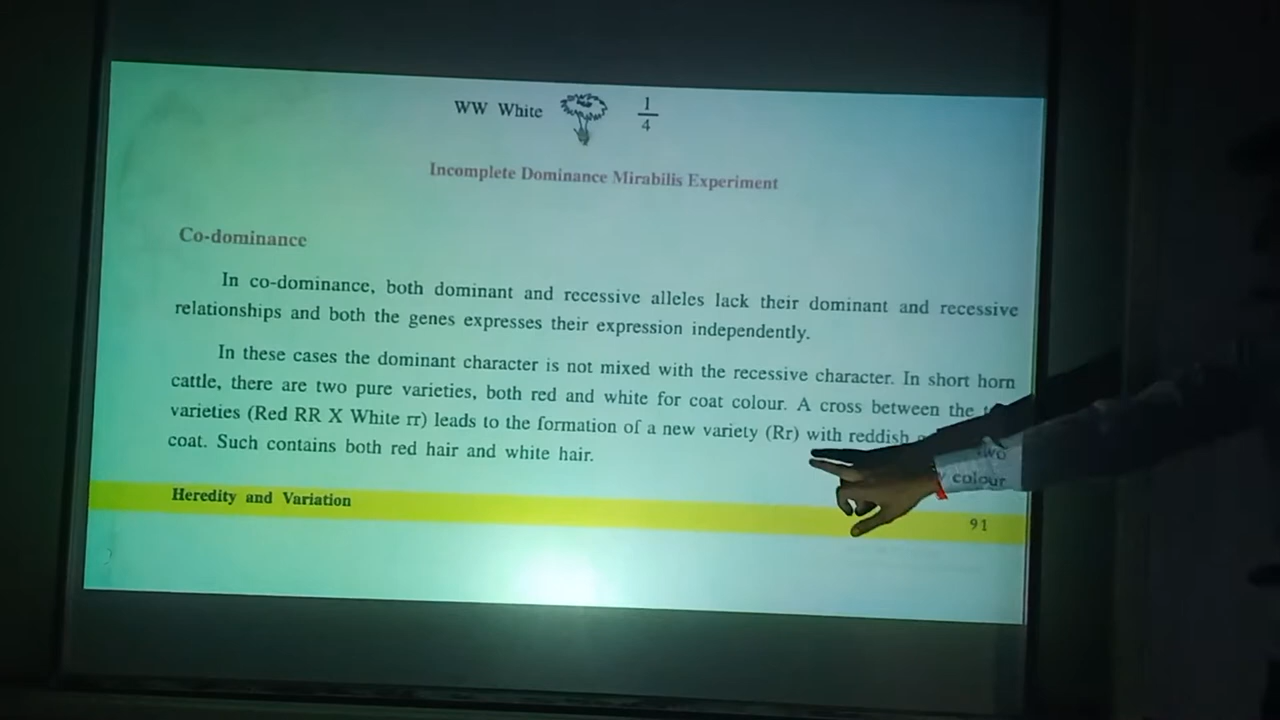 WW White 1/4
Incomplete Dominance Mirabilis Experiment
Co-dominance
In co-dominance, both dominant and recessive alleles lack their dominant and recessive
relationships and both the genes expresses their expression independently.
In these cases the dominant character is not mixed with the recessive character. In short horn
cattle, there are two pure varieties, both red and white for coat colour. A cross between the
varieties (Red RR X White rr) leads to the formation of a new variety (Rr) with reddish
coat. Such contains both red hair and white hair.
two
colour
Heredity and Variation 91